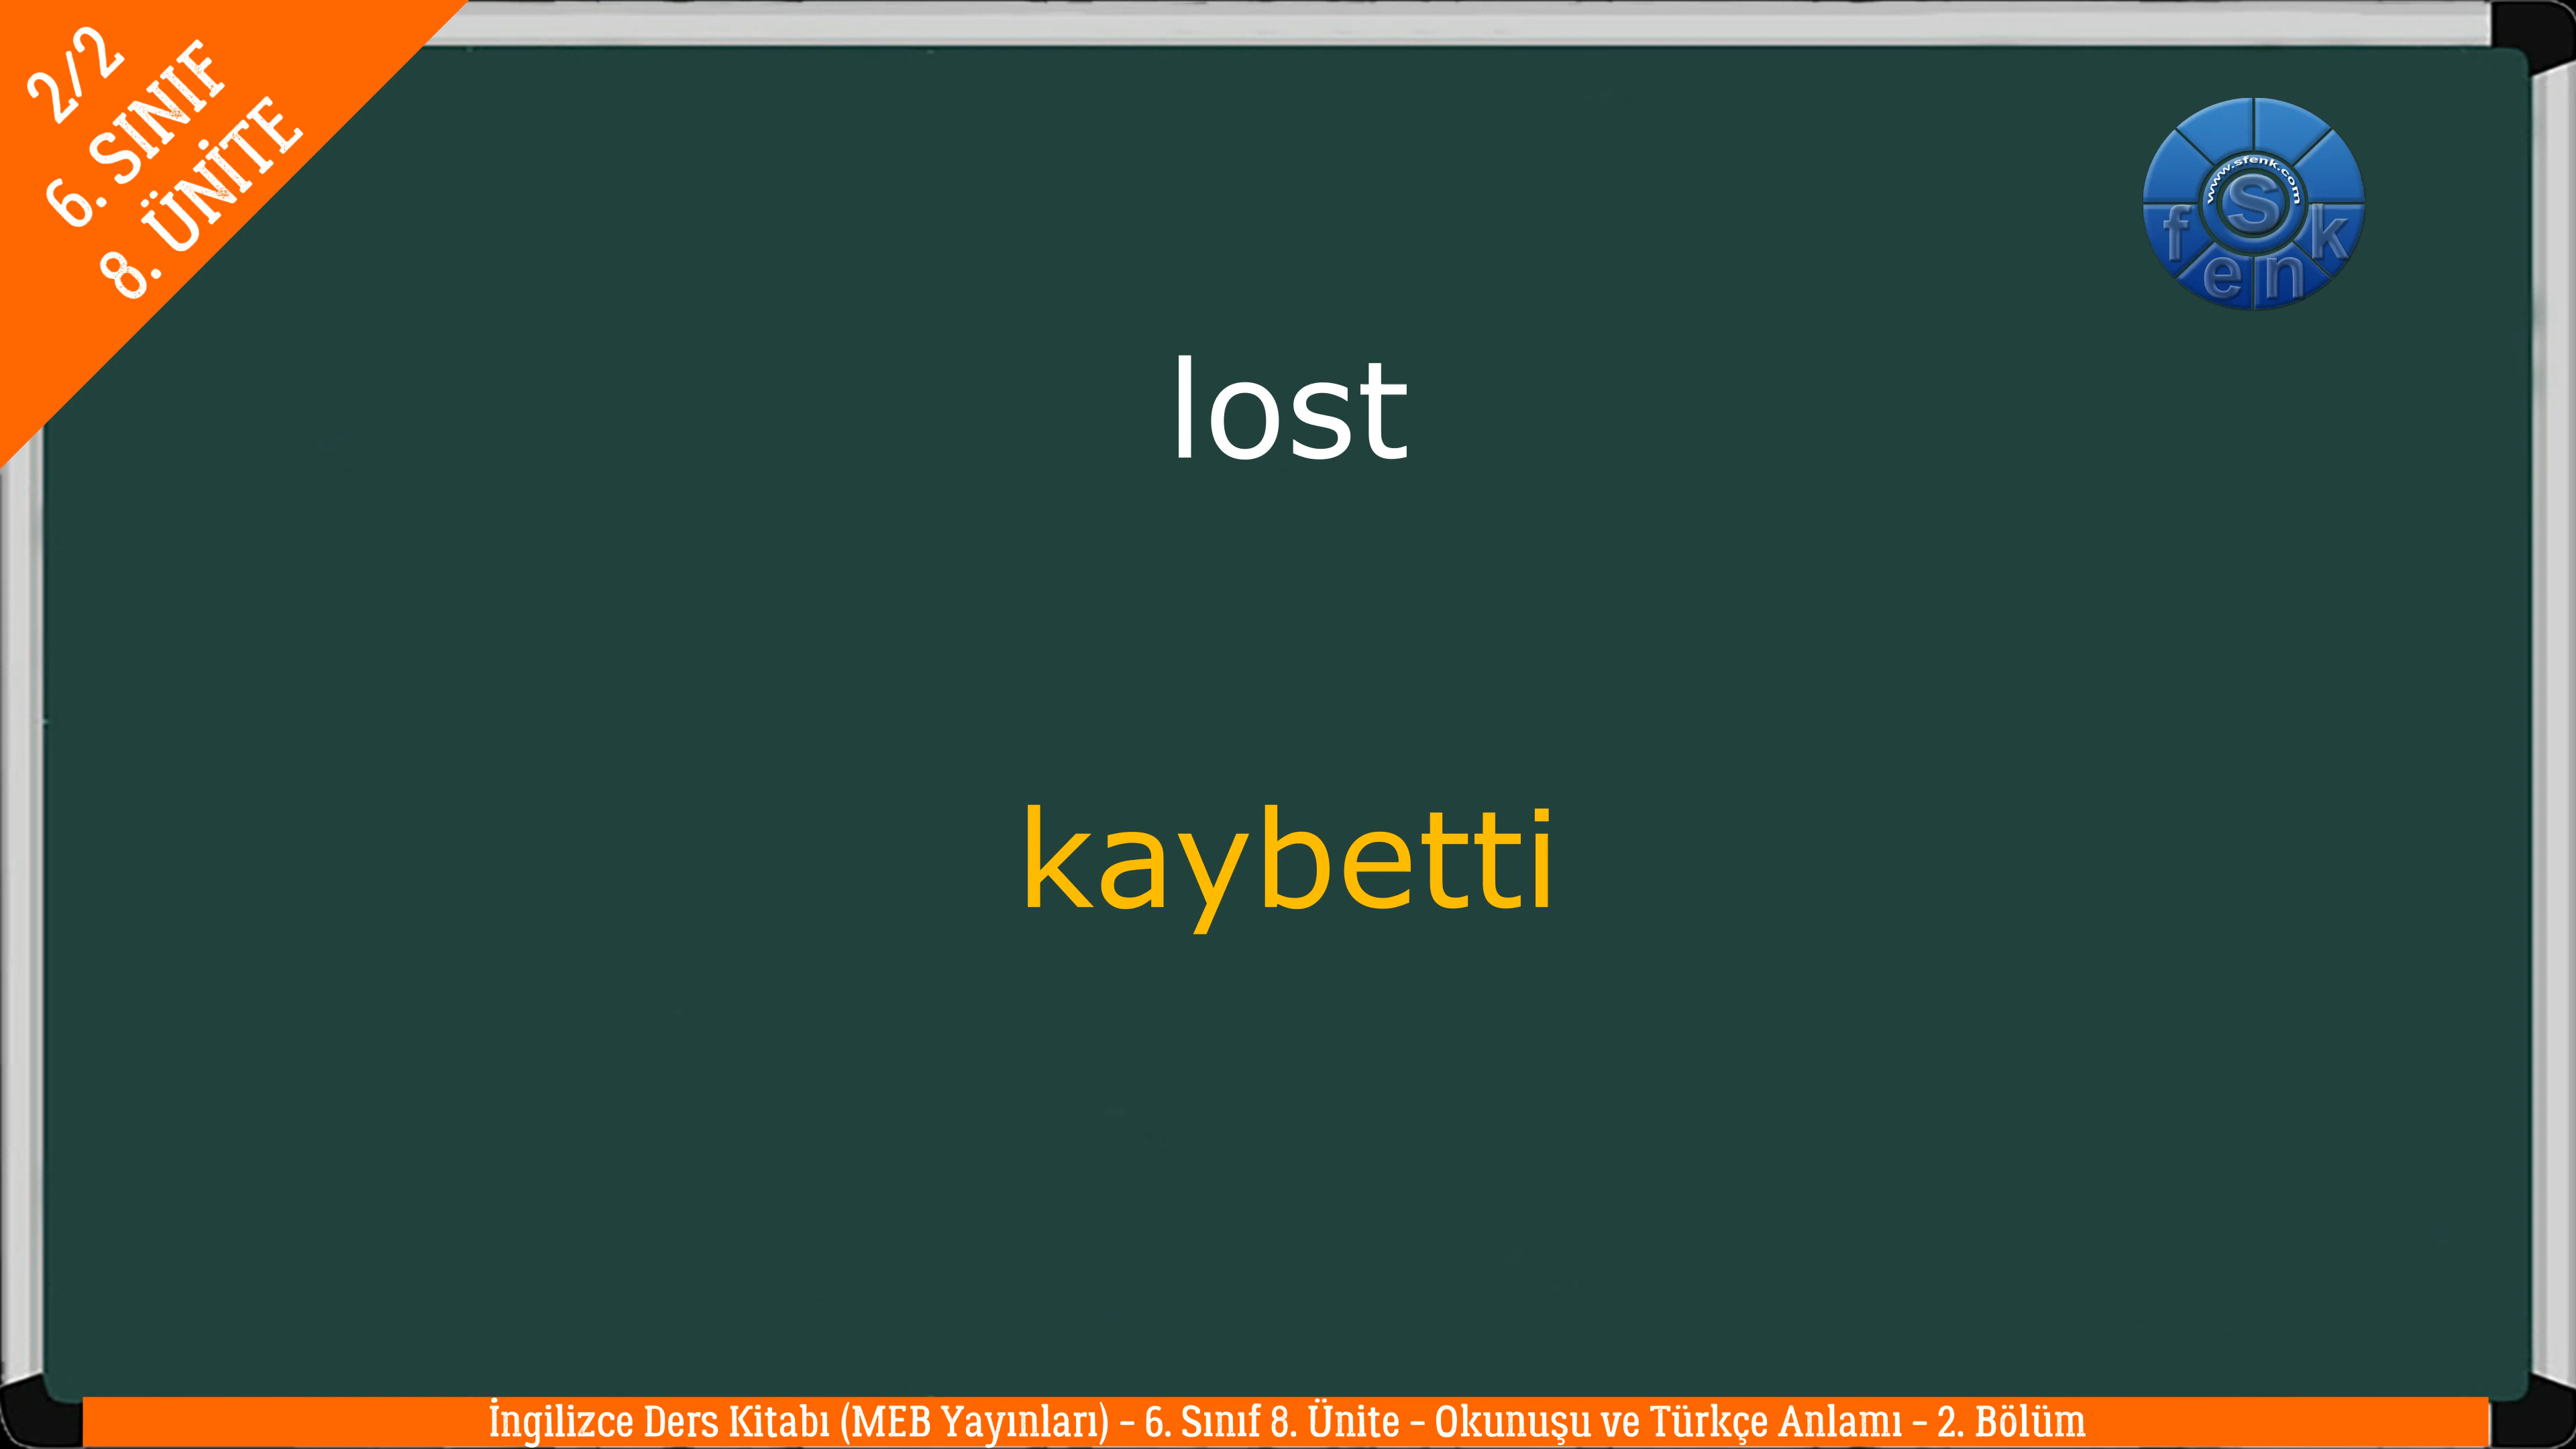 2/2
6. SINIF
8. ÜNİTE
www.sfenk.com
S
f e n k
lost
kaybetti
İngilizce Ders Kitabı (MEB Yayınları) – 6. Sınıf 8. Ünite – Okunuşu ve Türkçe Anlamı – 2. Bölüm